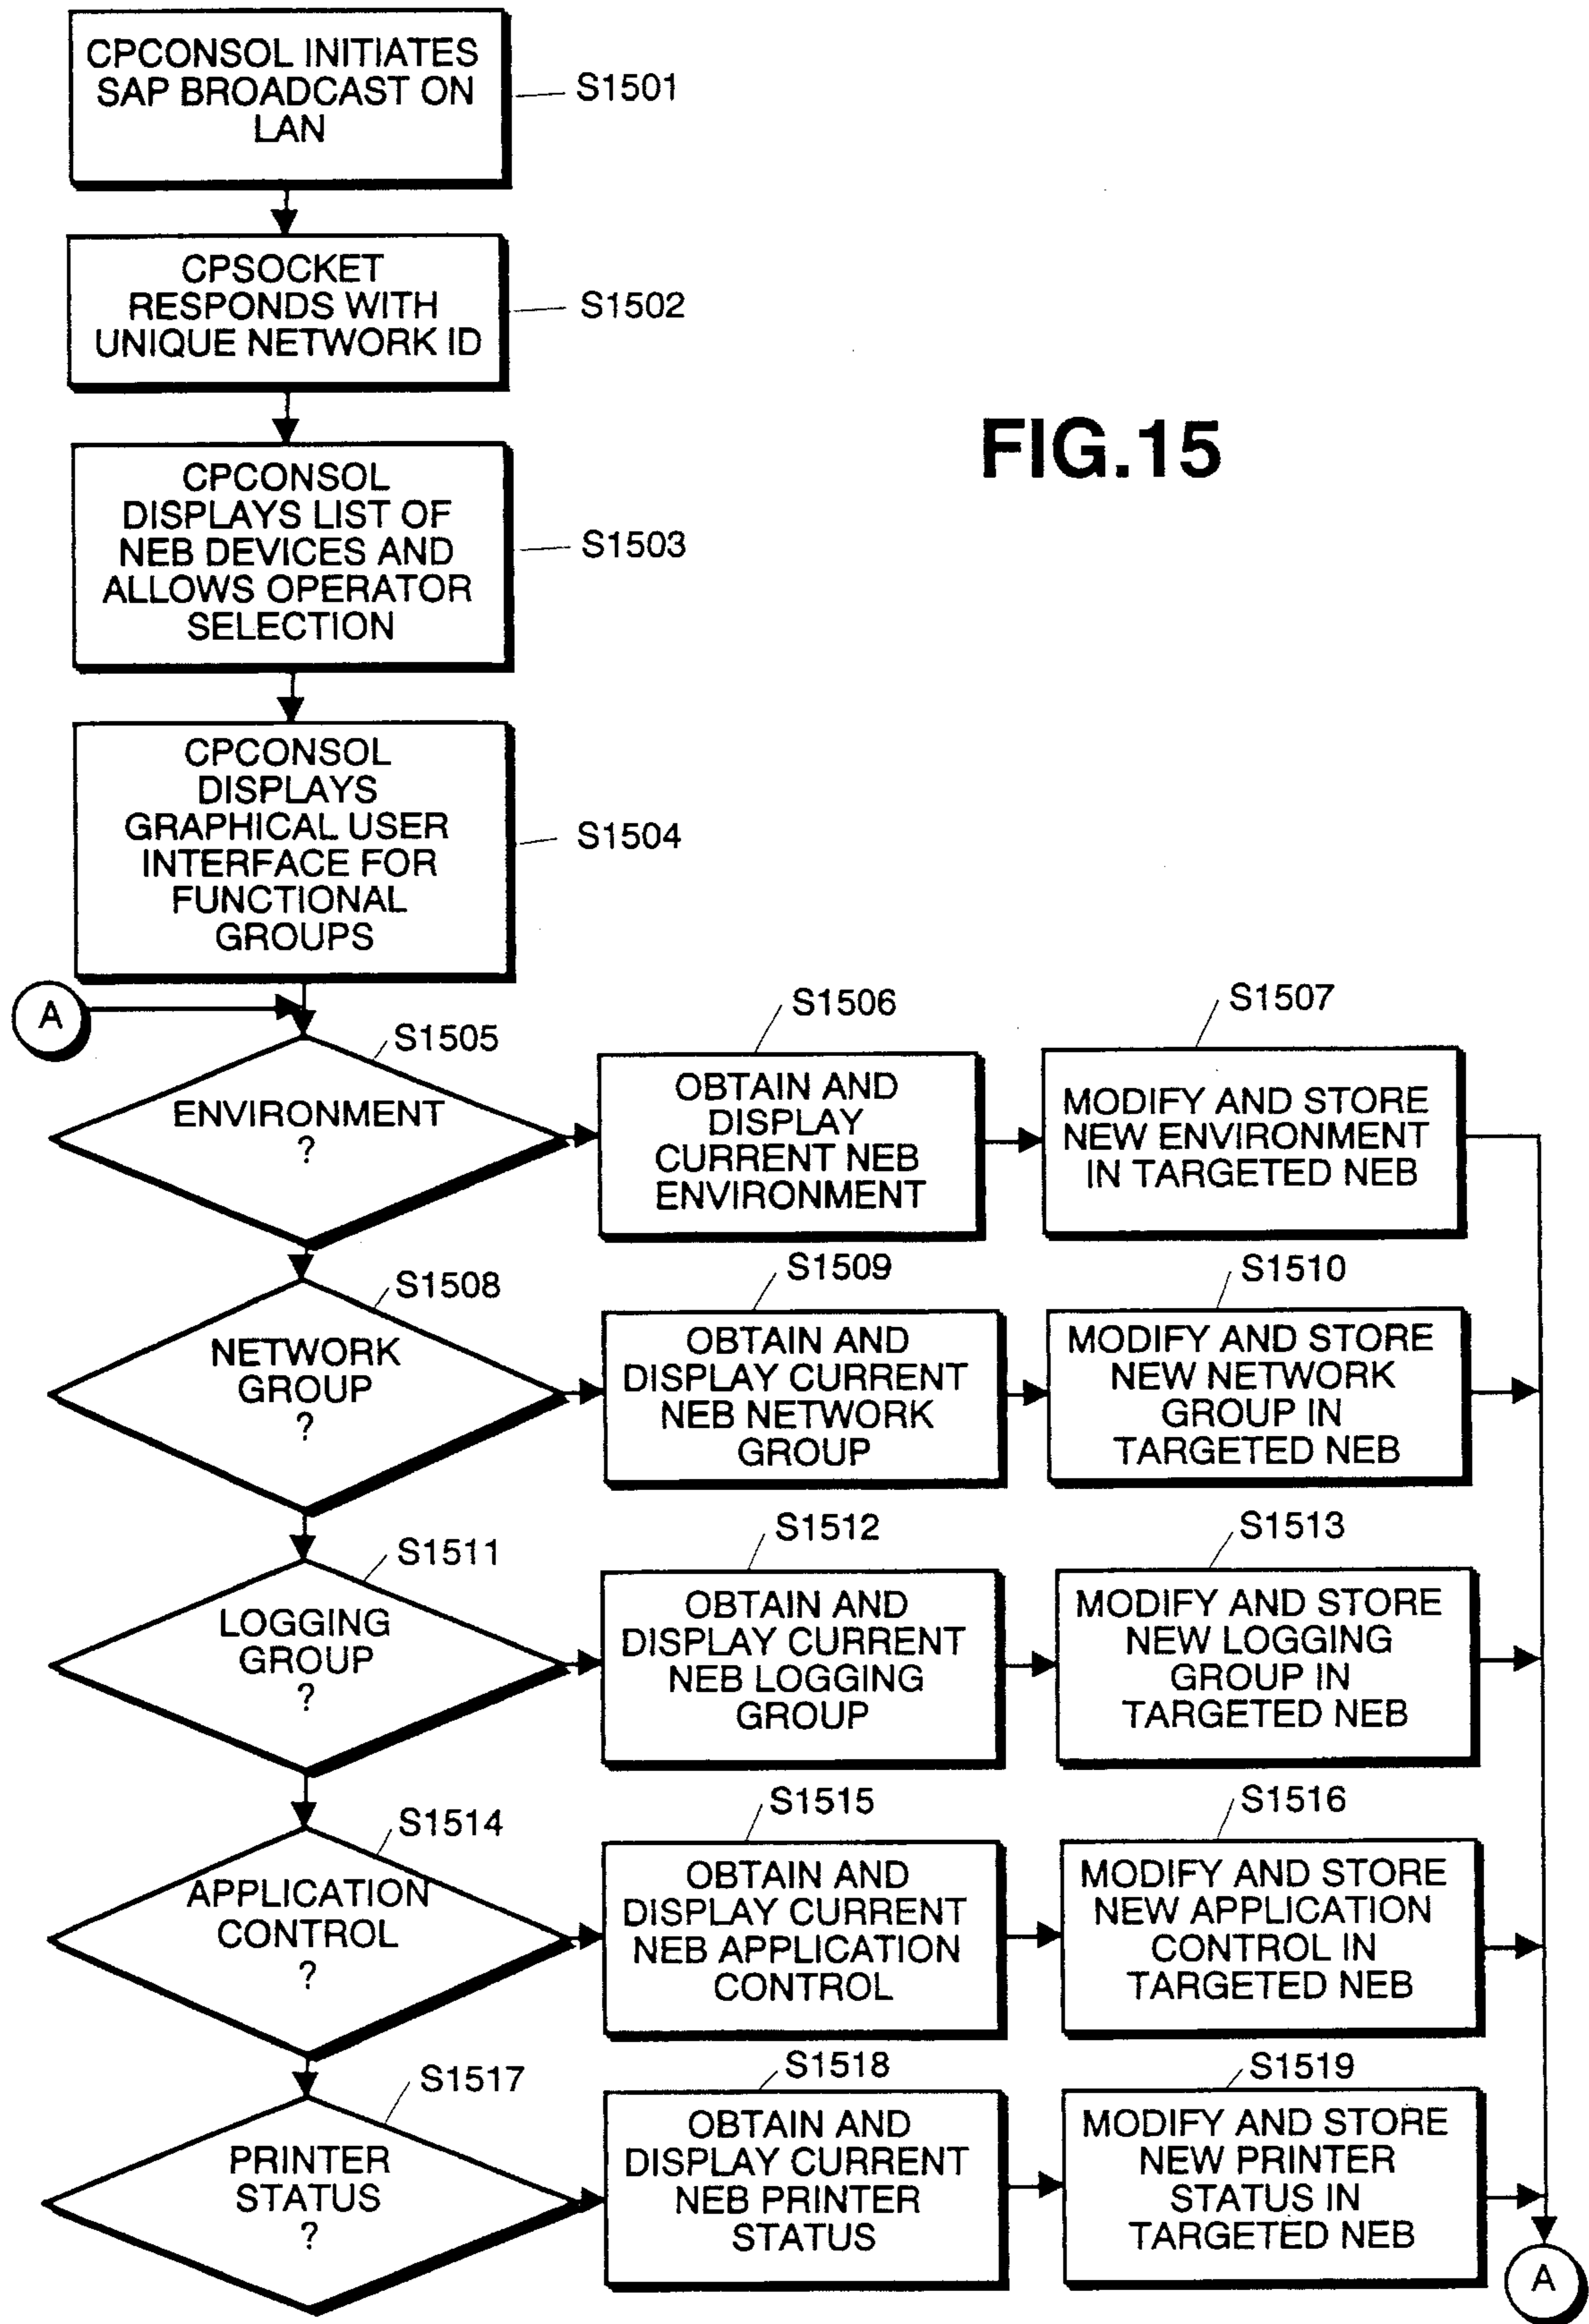 CPCONSOL INITIATES
SAP BROADCAST ON
LAN
S1501
CPSOCKET
RESPONDS WITH
UNIQUE NETWORK ID
S1502
FIG.15
CPCONSOL
DISPLAYS LIST OF
NEB DEVICES AND
ALLOWS OPERATOR
SELECTION
S1503
CPCONSOL
DISPLAYS
GRAPHICAL USER
INTERFACE FOR
FUNCTIONAL
GROUPS
S1504
A
S1505
ENVIRONMENT
?
S1506
OBTAIN AND
DISPLAY
CURRENT NEB
ENVIRONMENT
S1507
MODIFY AND STORE
NEW ENVIRONMENT
IN TARGETED NEB
S1508
NETWORK
GROUP
?
S1509
OBTAIN AND
DISPLAY CURRENT
NEB NETWORK
GROUP
S1510
MODIFY AND STORE
NEW NETWORK
GROUP IN
TARGETED NEB
S1511
LOGGING
GROUP
?
S1512
OBTAIN AND
DISPLAY CURRENT
NEB LOGGING
GROUP
S1513
MODIFY AND STORE
NEW LOGGING
GROUP IN
TARGETED NEB
S1514
APPLICATION
CONTROL
?
S1515
OBTAIN AND
DISPLAY CURRENT
NEB APPLICATION
CONTROL
S1516
MODIFY AND STORE
NEW APPLICATION
CONTROL IN
TARGETED NEB
S1517
PRINTER
STATUS
?
S1518
OBTAIN AND
DISPLAY CURRENT
NEB PRINTER
STATUS
S1519
MODIFY AND STORE
NEW PRINTER
STATUS IN
TARGETED NEB
A